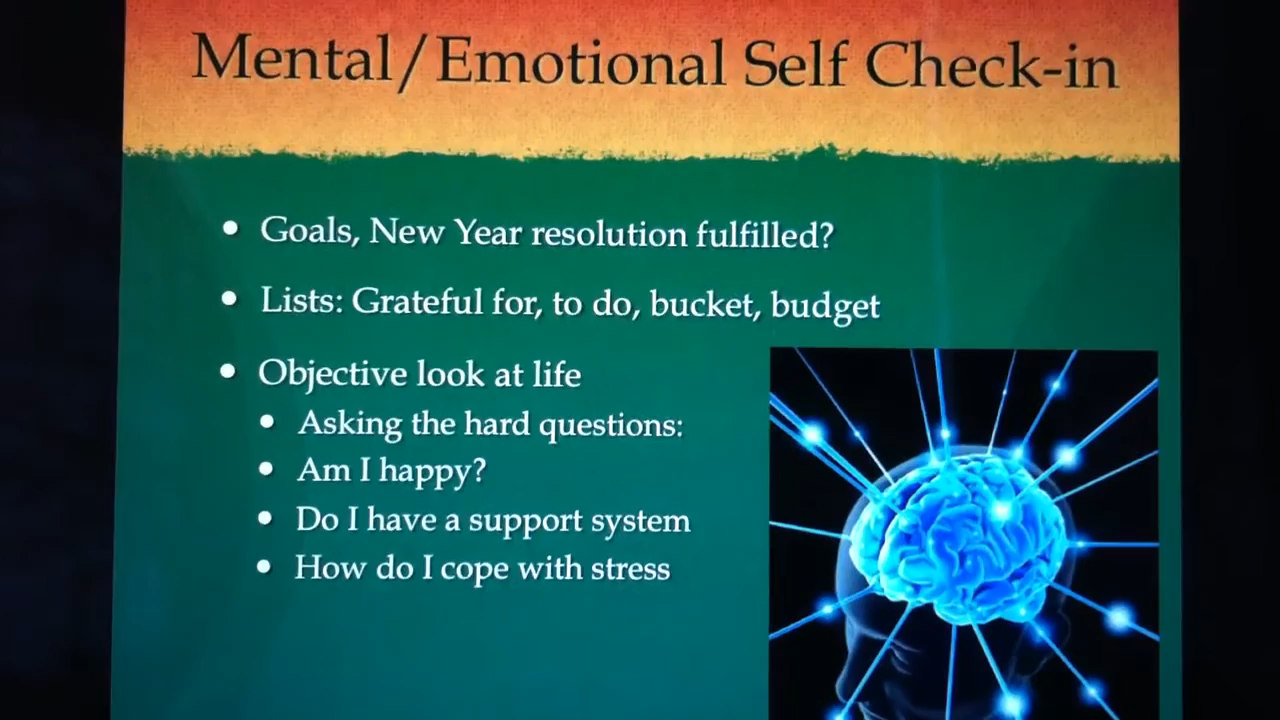 Mental/Emotional Self Check-in
• Goals, New Year resolution fulfilled?
• Lists: Grateful for, to do, bucket, budget
• Objective look at life
• Asking the hard questions:
• Am I happy?
• Do I have a support system
• How do I cope with stress